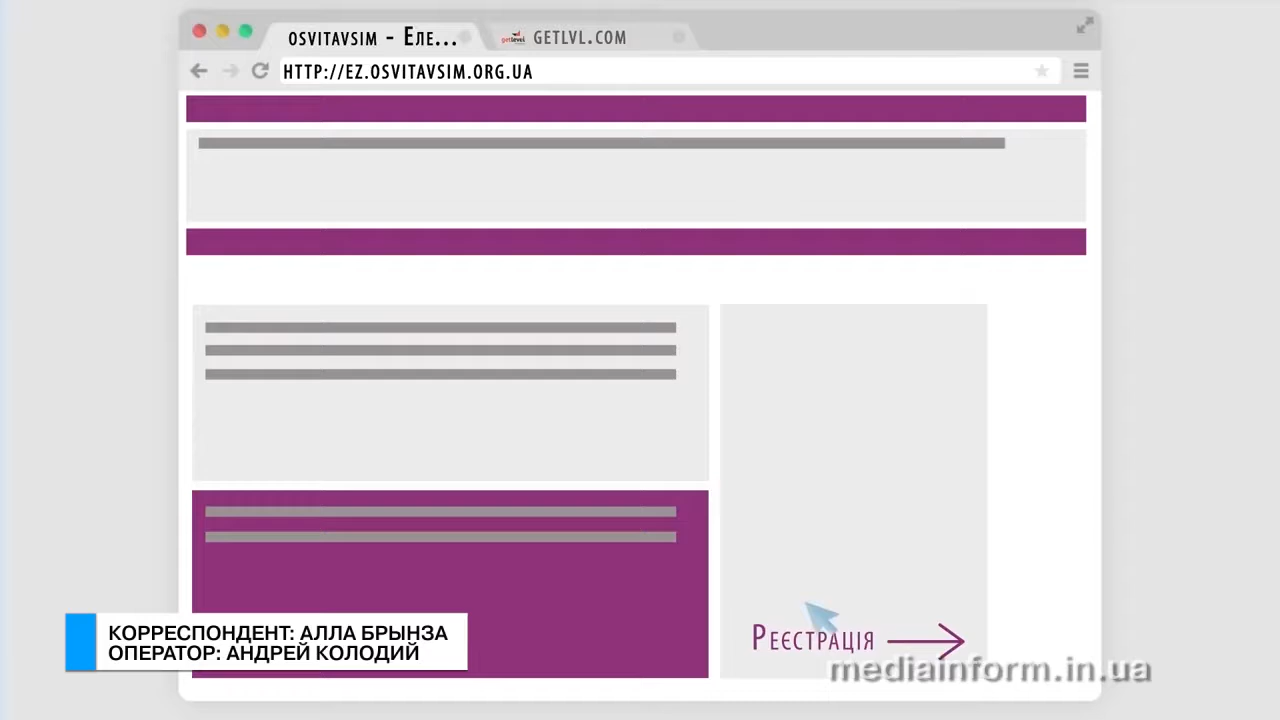 OSVITAVSIM - ЕЛЕ...
getlevel
GETLVL.COM
HTTP://EZ.OSVITAVSIM.ORG.UA
РЕЄСТРАЦІЯ
КОРРЕСПОНДЕНТ: АЛЛА БРЫНЗА
ОПЕРАТОР: АНДРЕЙ КОЛОДИЙ
mediainform.in.ua